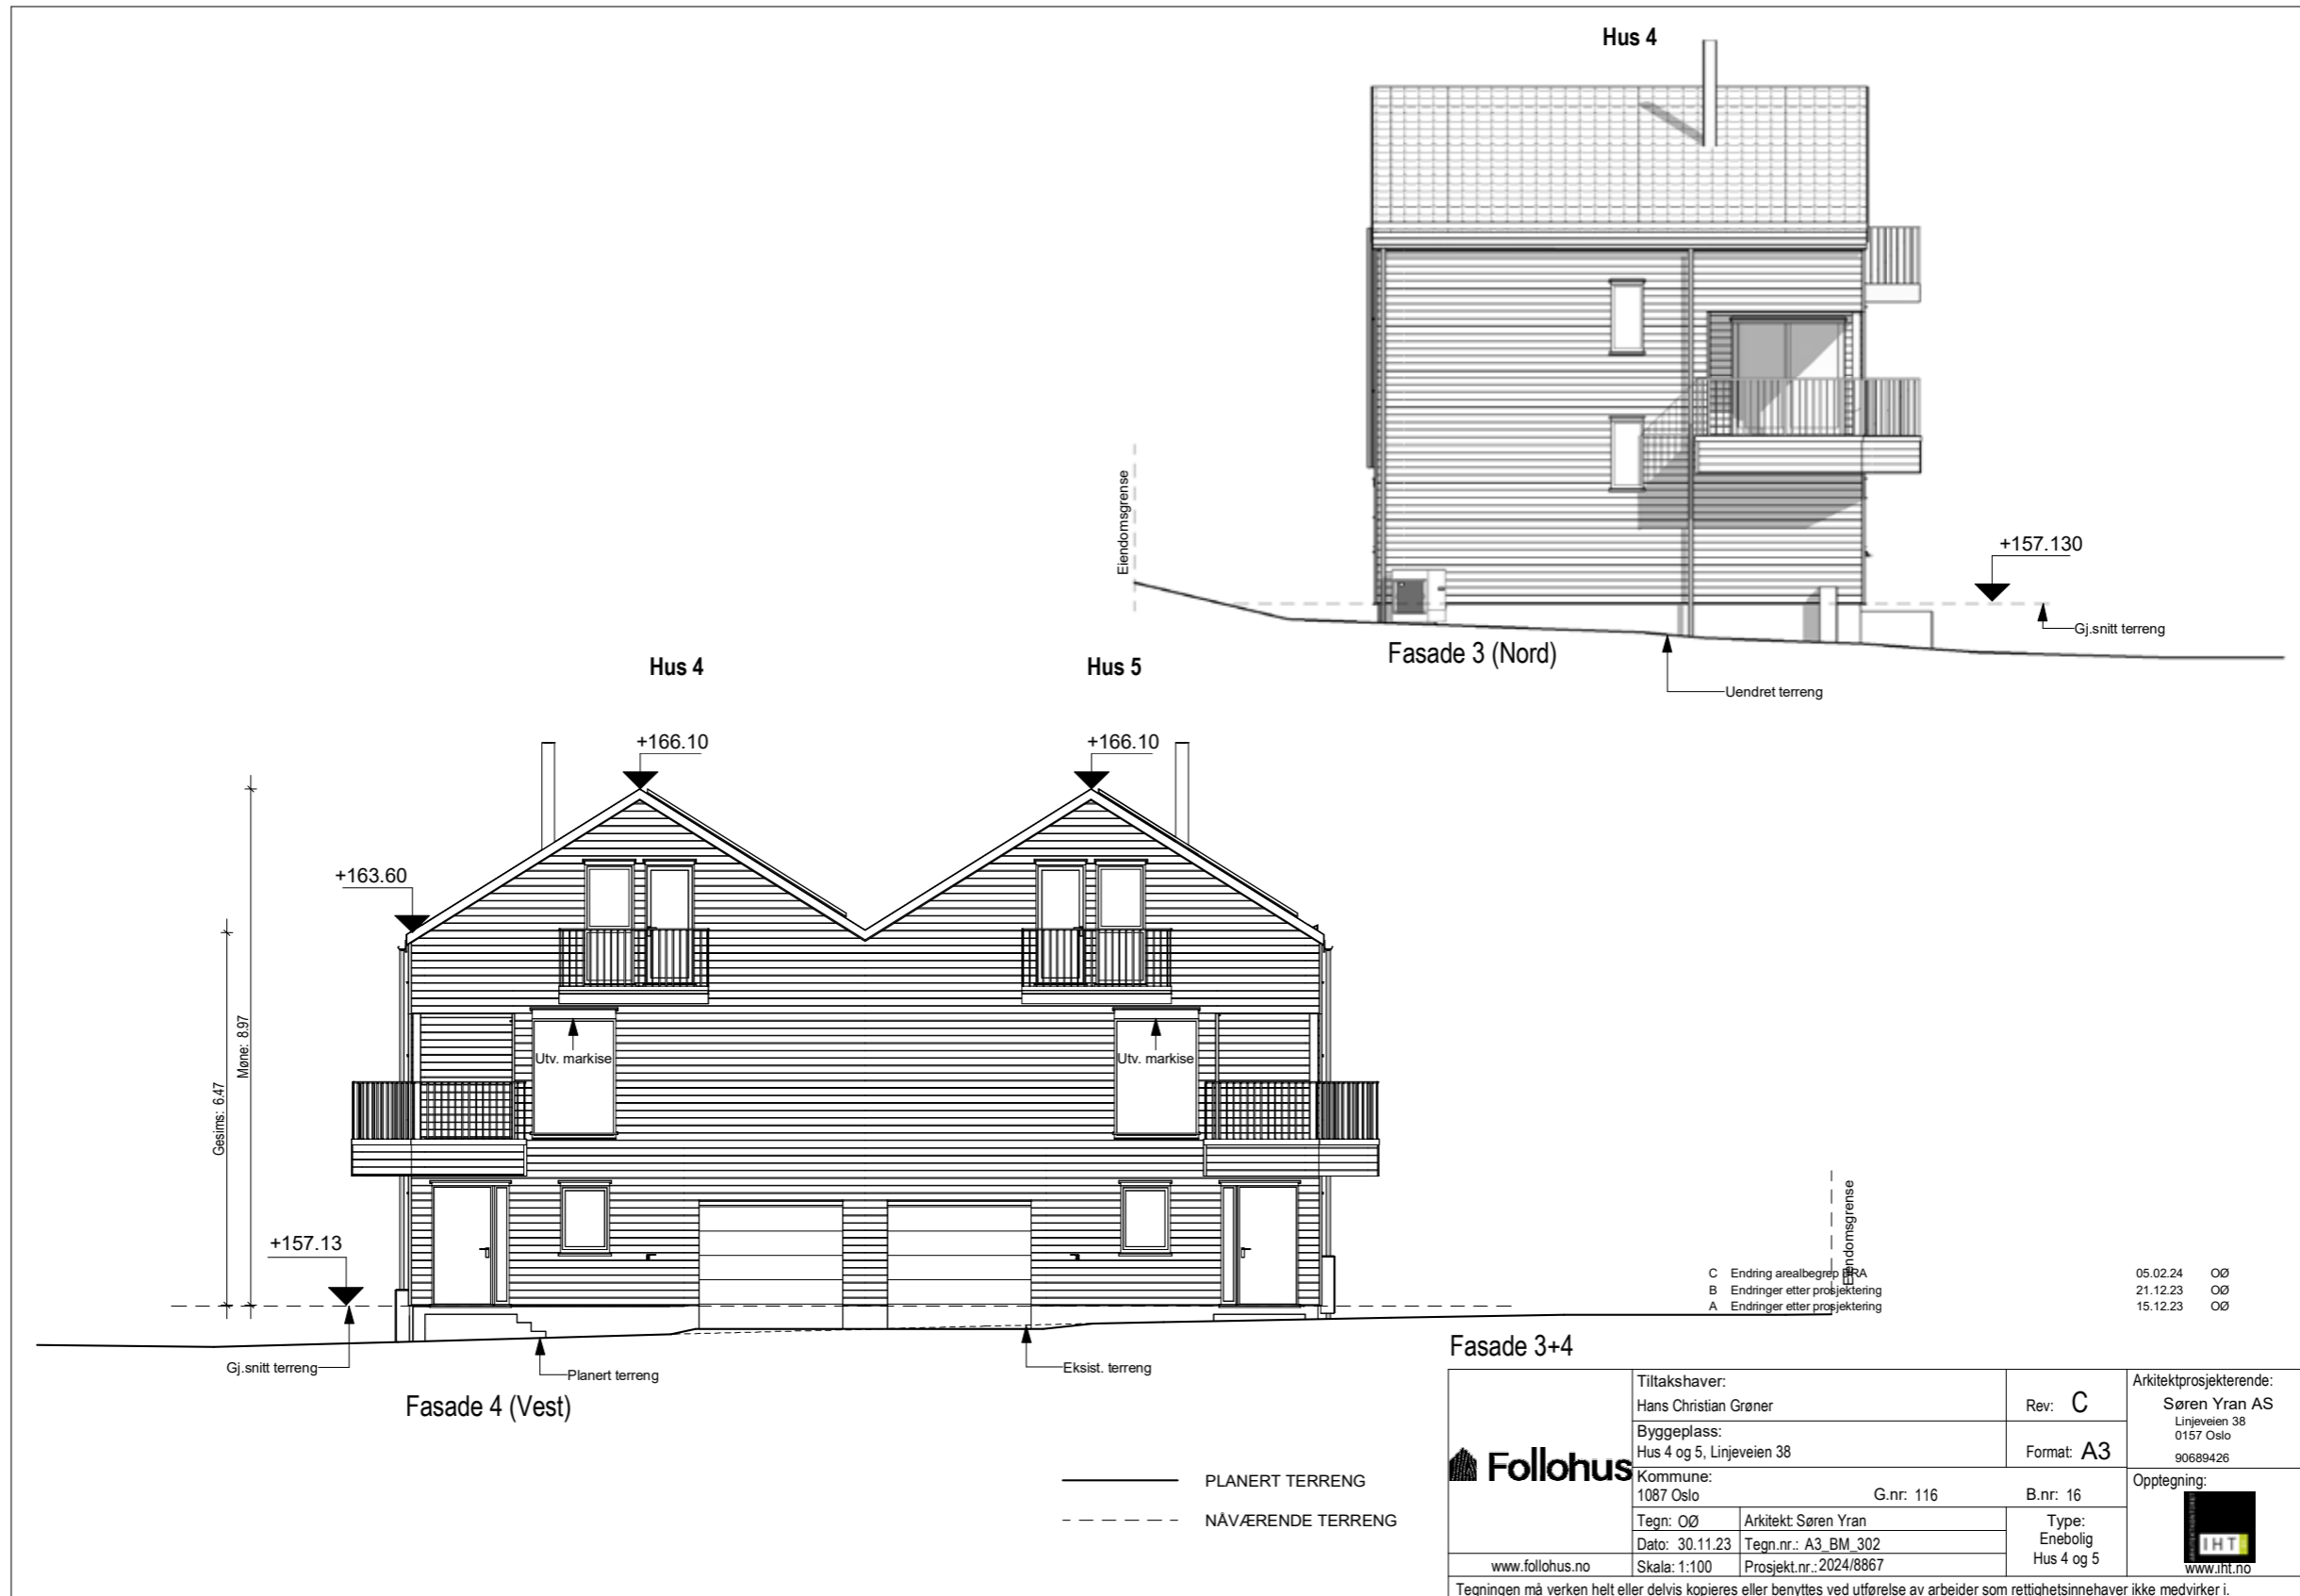 Hus 4
Eiendomsgrense
+157.130
Gj.snitt terreng
Fasade 3 (Nord)
Uendret terreng
Hus 4
Hus 5
+166.10
+166.10
+163.60
Møne: 8.97
Gesims: 6.47
Utv. markise
Utv. markise
+157.13
Eiendomsgrense
Gj.snitt terreng
Planert terreng
Eksist. terreng
Fasade 4 (Vest)
C Endring arealbegrep BRA 05.02.24 OØ
B Endringer etter prosjektering 21.12.23 OØ
A Endringer etter prosjektering 15.12.23 OØ
Fasade 3+4
PLANERT TERRENG
NÅVÆRENDE TERRENG
Follohus
www.follohus.no
Tiltakshaver:
Hans Christian Grøner
Rev: C
Byggeplass:
Hus 4 og 5, Linjeveien 38
Format: A3
Kommune:
1087 Oslo G.nr: 116 B.nr: 16
Tegn: OØ Arkitekt: Søren Yran
Dato: 30.11.23 Tegn.nr.: A3_BM_302
Skala: 1:100 Prosjekt.nr.: 2024/8867
Type:
Enebolig
Hus 4 og 5
Arkitektprosjekterende:
Søren Yran AS
Linjeveien 38
0157 Oslo
90689426
Opptegning:
ARKITEKTKONTORET
IHT
www.iht.no
Tegningen må verken helt eller delvis kopieres eller benyttes ved utførelse av arbeider som rettighetsinnehaver ikke medvirker i.